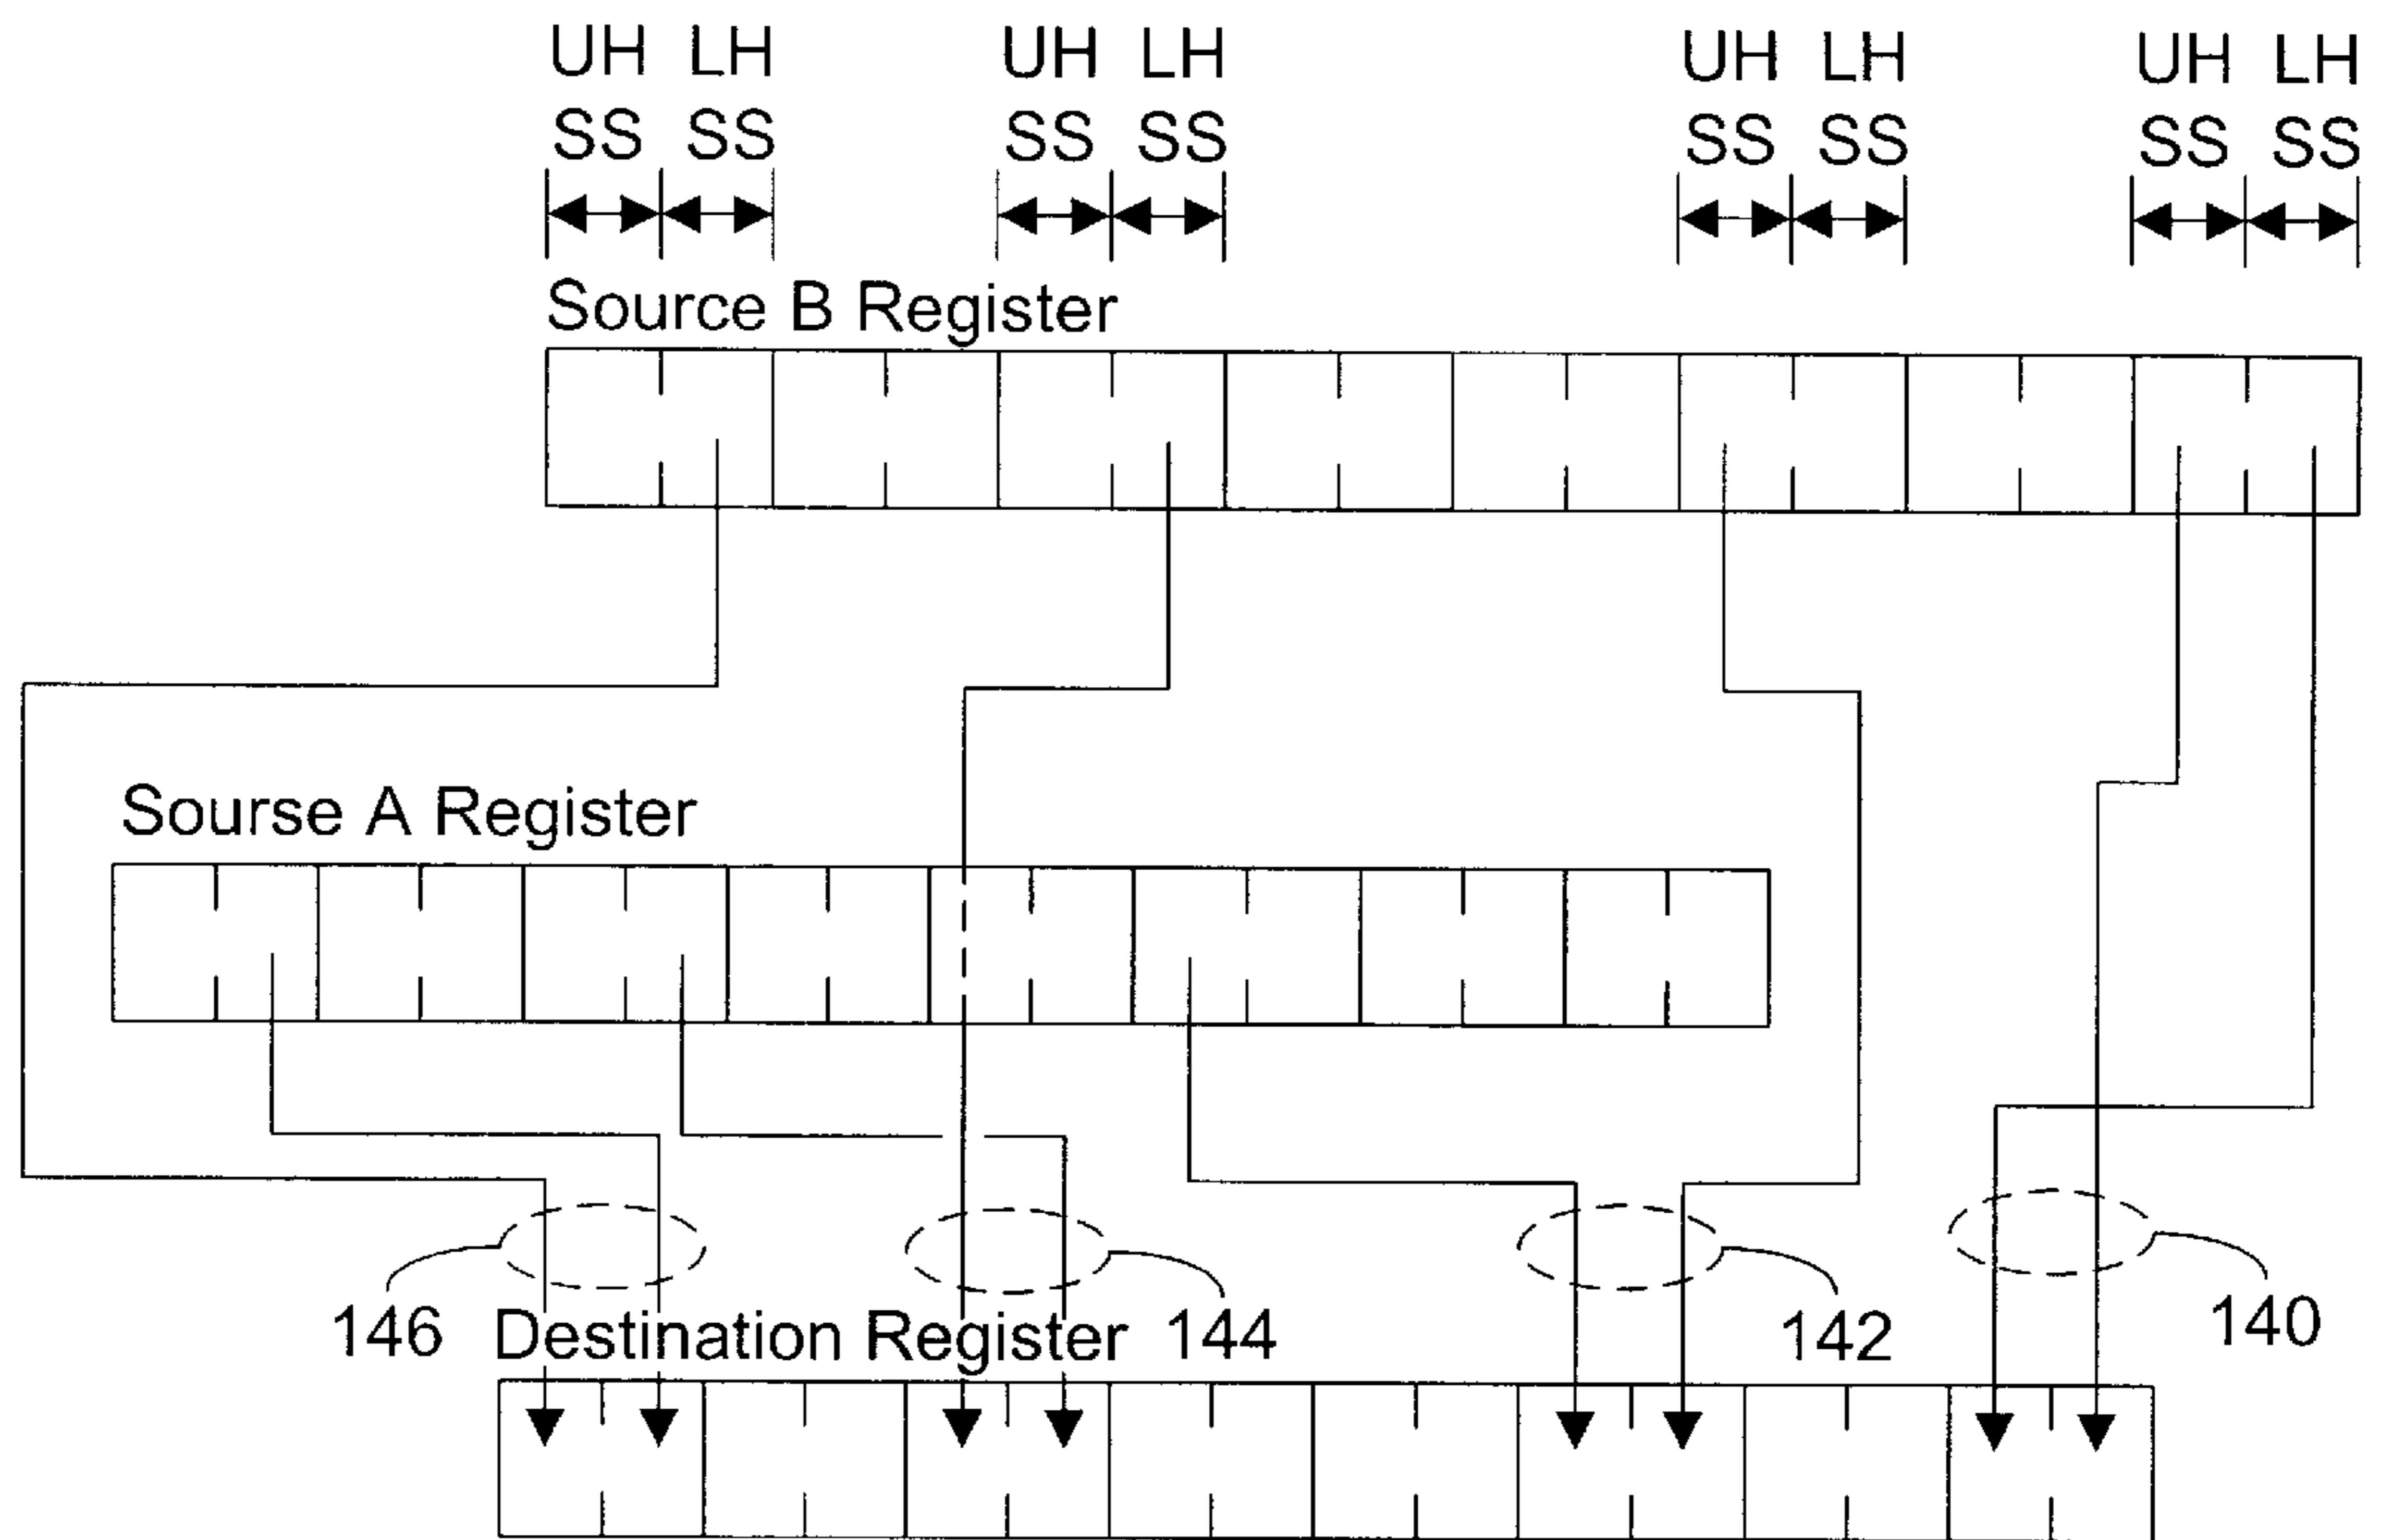 UH LH UH LH UH LH UH LH
SS SS SS SS SS SS SS SS
Source B Register
Sourse A Register
146 Destination Register 144 142 140